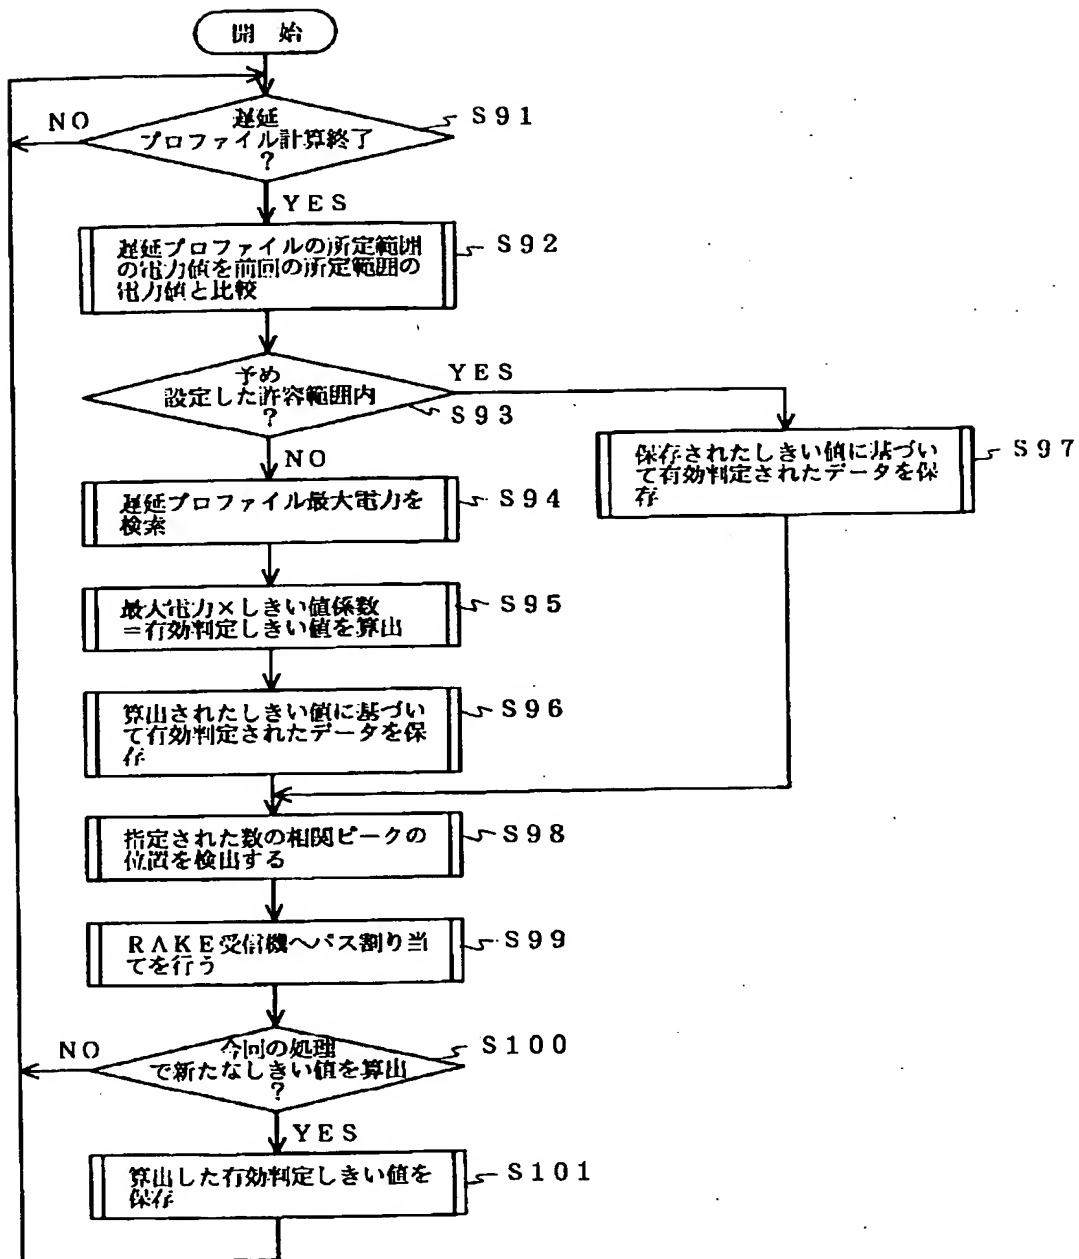 開 始
遅延
プロファイル計算終了
?
S91
NO
YES
遅延プロファイルの所定範囲
の電力値を前回の所定範囲の
電力値と比較
S92
予め
設定した許容範囲内
?
S93
YES
NO
保存されたしきい値に基づい
て有効判定されたデータを保
存
S97
遅延プロファイル最大電力を
検索
S94
最大電力×しきい値係数
=有効判定しきい値を算出
S95
算出されたしきい値に基づい
て有効判定されたデータを保
存
S96
指定された数の相関ピークの
位置を検出する
S98
RAKE受信機へパス割り当
てを行う
S99
今回の処理
で新たなしきい値を算出
?
S100
NO
YES
算出した有効判定しきい値を
保存
S101